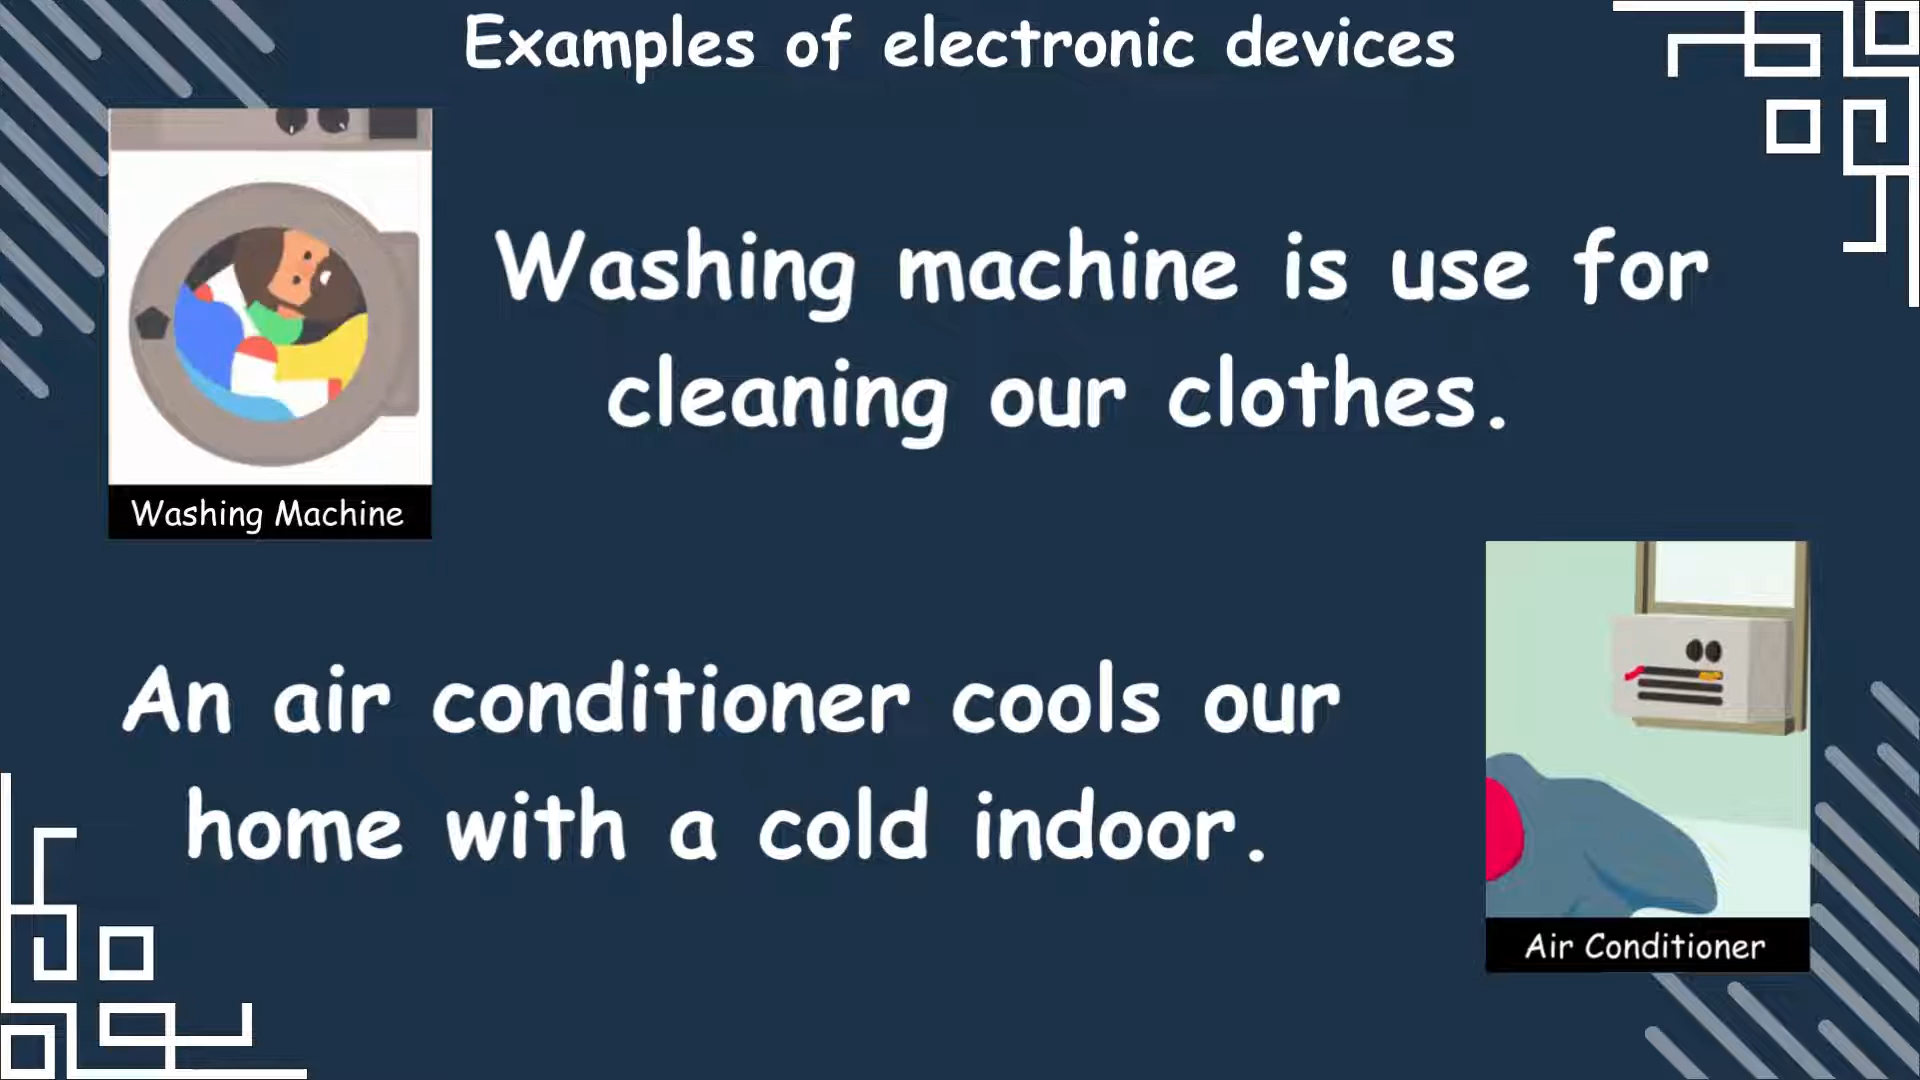 Examples of electronic devices
Washing machine is use for
cleaning our clothes.
Washing Machine
An air conditioner cools our
home with a cold indoor.
Air Conditioner